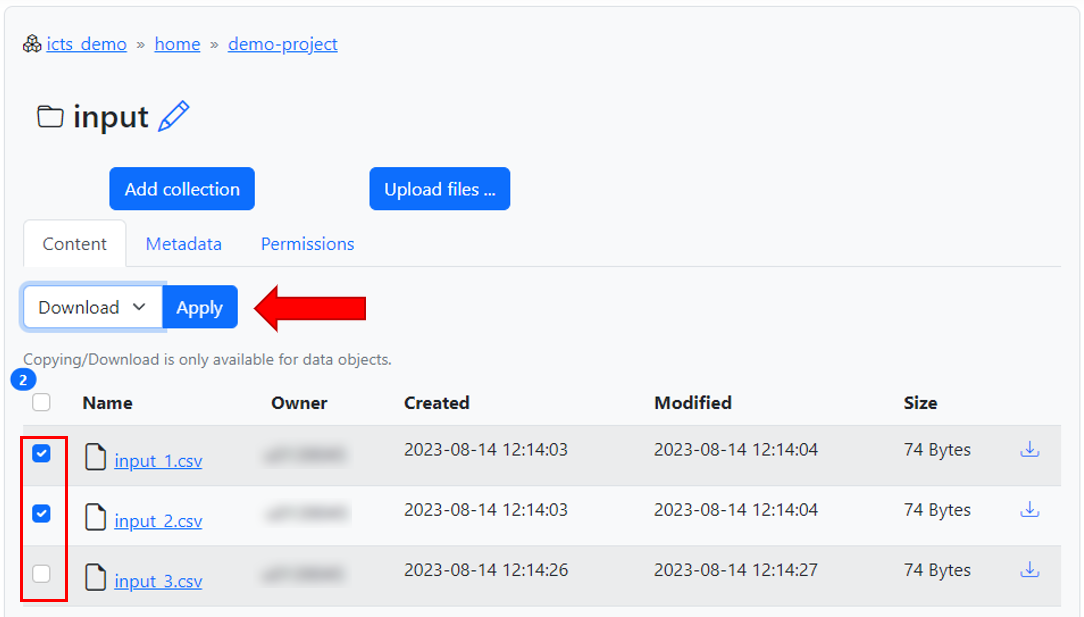 icts_demo » home » demo-project
input
Add collection Upload files ...
Content Metadata Permissions
Download Apply
Copying/Download is only available for data objects.
2
Name Owner Created Modified Size
input_1.csv 2023-08-14 12:14:03 2023-08-14 12:14:04 74 Bytes
input_2.csv 2023-08-14 12:14:03 2023-08-14 12:14:04 74 Bytes
input_3.csv 2023-08-14 12:14:26 2023-08-14 12:14:27 74 Bytes